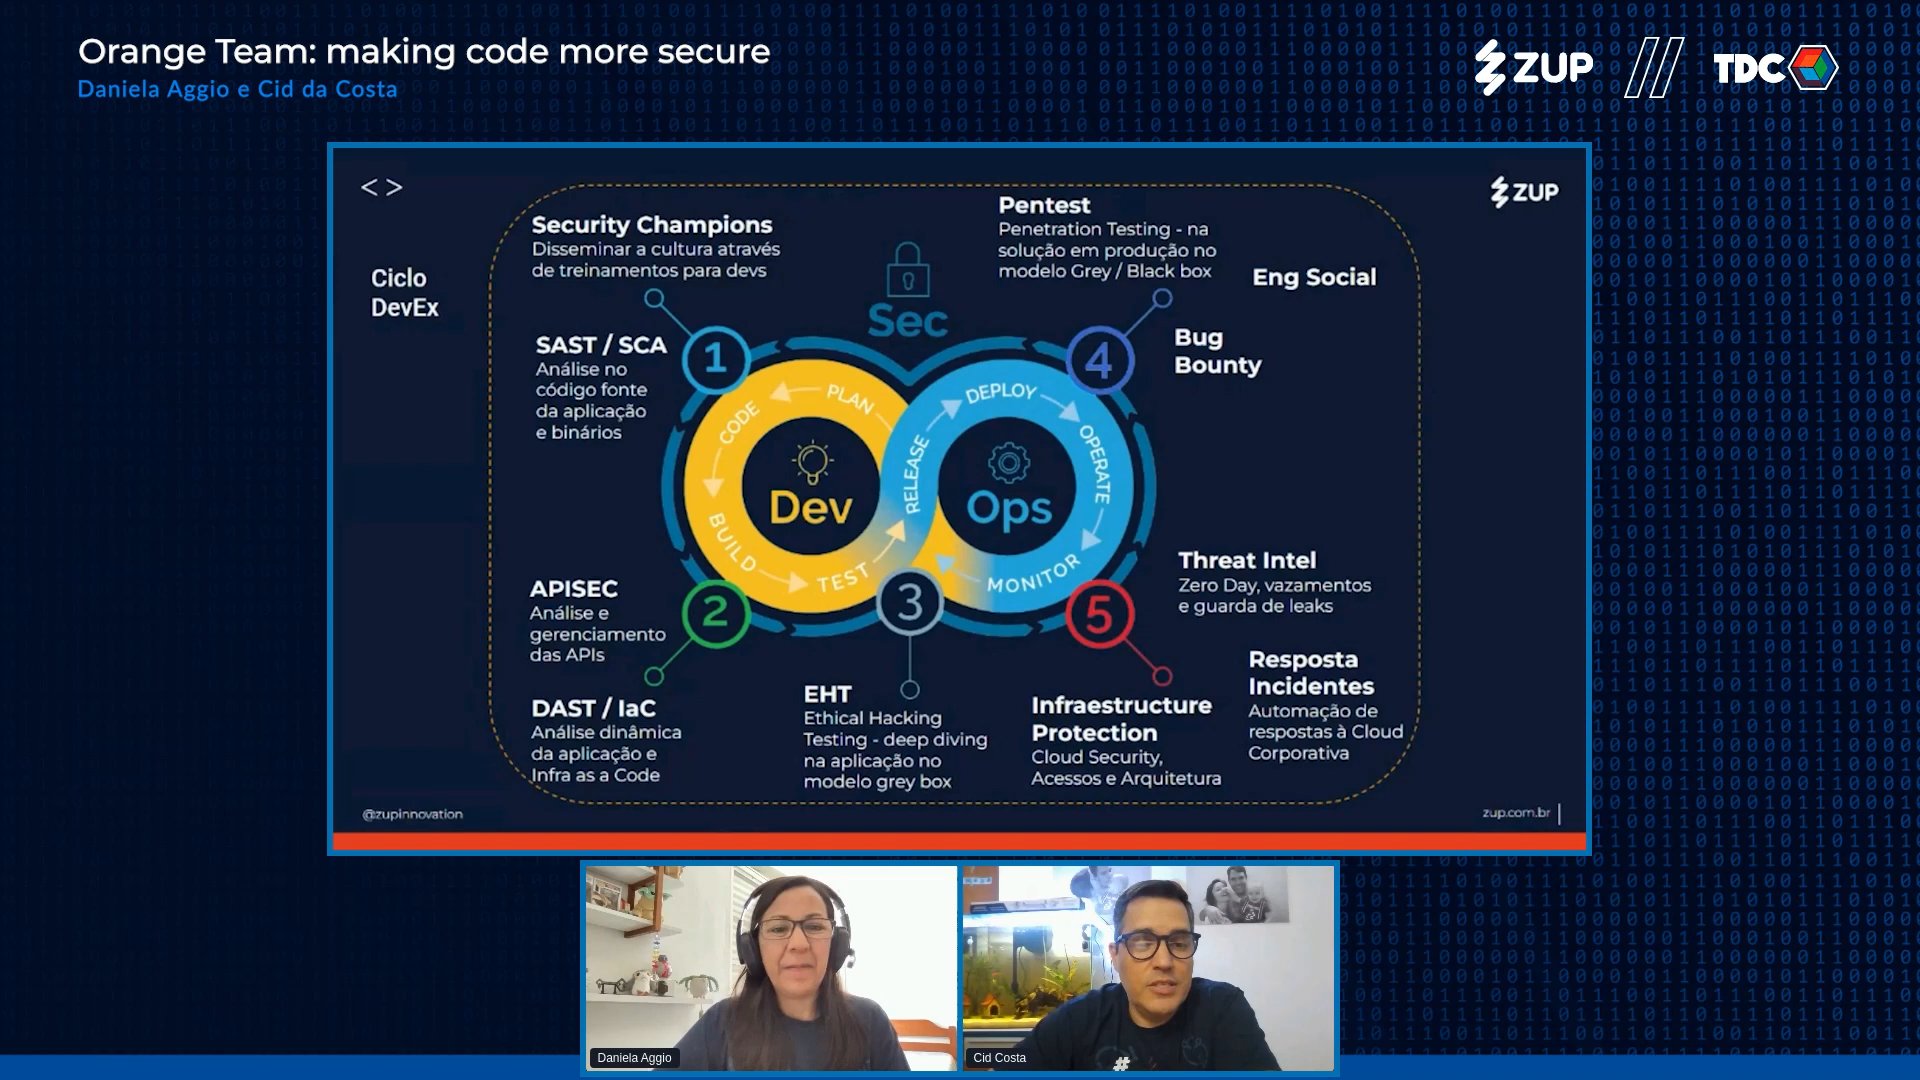 Orange Team: making code more secure
Daniela Aggio e Cid da Costa
ZUP
TDC
< >
ZUP
Ciclo
DevEx
Security Champions
Disseminar a cultura através
de treinamentos para devs
SAST / SCA
Análise no
código fonte
da aplicação
e binários
Sec
Pentest
Penetration Testing - na
solução em produção no
modelo Grey / Black box
Eng Social
Bug
Bounty
1
4
PLAN
CODE
BUILD
TEST
RELEASE
DEPLOY
OPERATE
MONITOR
Dev
Ops
2
3
5
APISEC
Análise e
gerenciamento
das APIs
DAST / IaC
Análise dinâmica
da aplicação e
Infra as a Code
EHT
Ethical Hacking
Testing - deep diving
na aplicação no
modelo grey box
Infraestructure
Protection
Cloud Security,
Acessos e Arquitetura
Threat Intel
Zero Day, vazamentos
e guarda de leaks
Resposta
Incidentes
Automação de
respostas à Cloud
Corporativa
@zupinnovation
zup.com.br
Daniela Aggio
Cid Costa
#